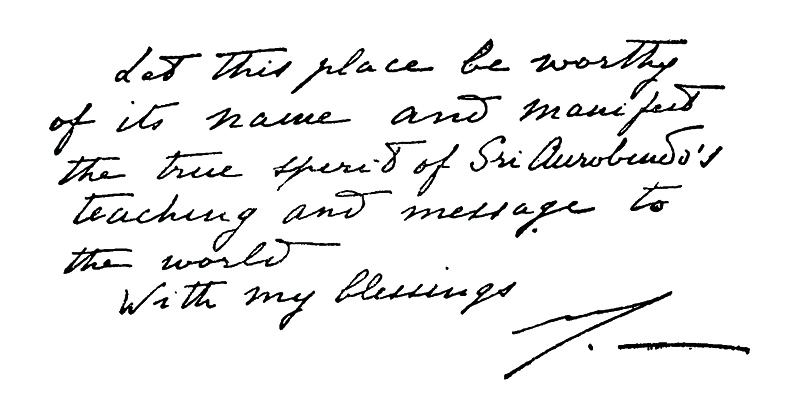 Let this place be worthy
of its name and manifest
the true spirit of Sri Aurobindo's
teaching and message to
the world
With my blessings